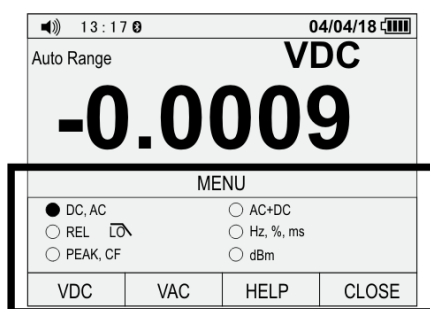 13:17 04/04/18
Auto Range VDC
-0.0009
MENU
DC, AC AC+DC
REL LO Hz, %, ms
PEAK, CF dBm
VDC VAC HELP CLOSE